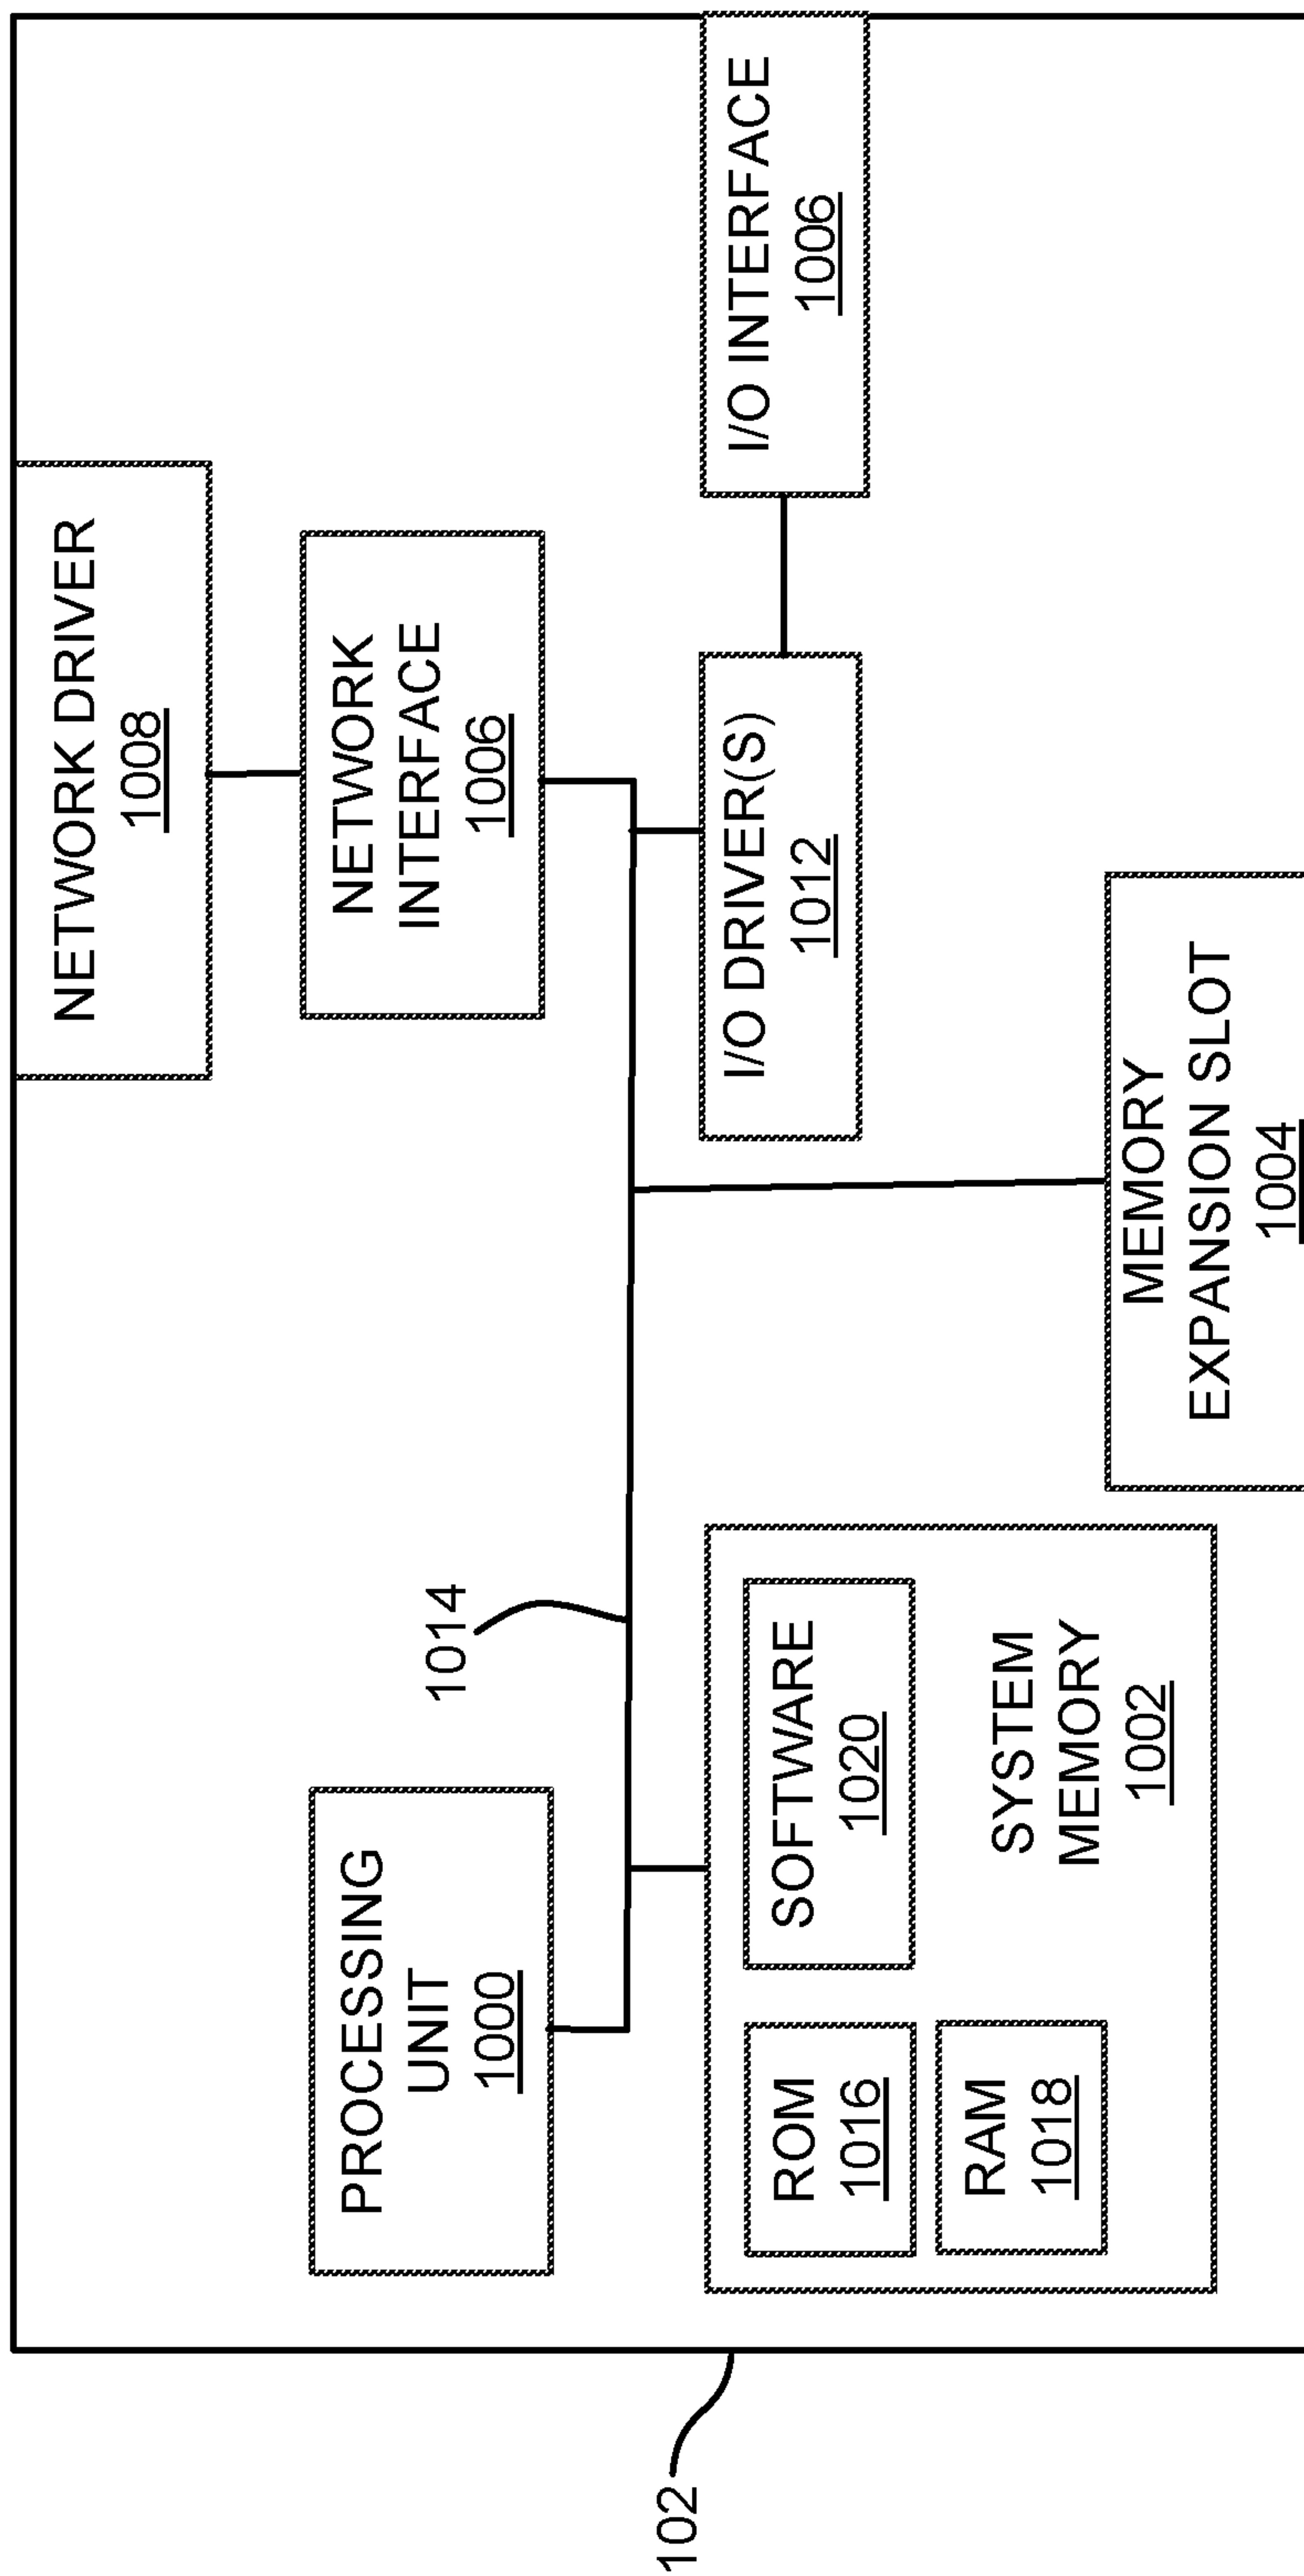 NETWORK DRIVER
1008
NETWORK
INTERFACE
1006
PROCESSING
UNIT
1000
1014
I/O DRIVER(S)
1012
I/O INTERFACE
1006
ROM
1016
SOFTWARE
1020
RAM
1018
SYSTEM
MEMORY
1002
MEMORY
EXPANSION SLOT
1004
102